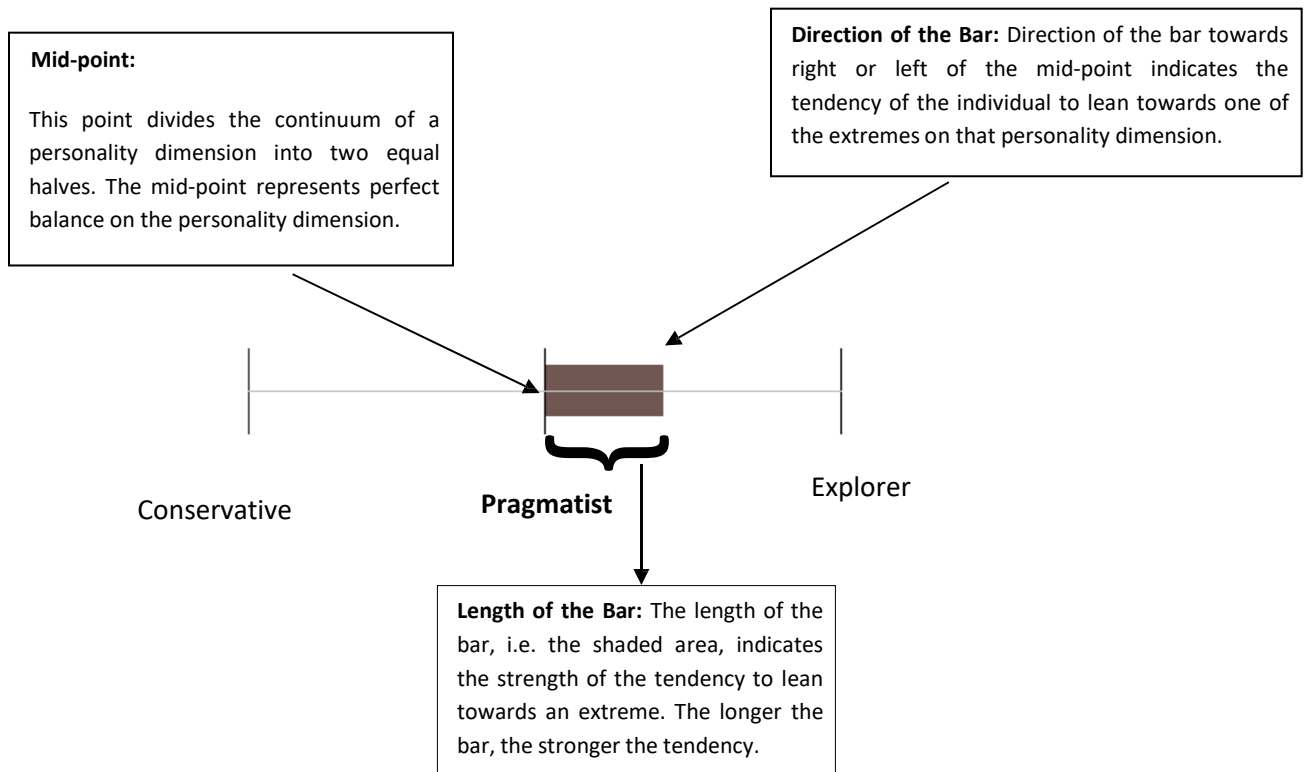 Mid-point:
This point divides the continuum of a
personality dimension into two equal
halves. The mid-point represents perfect
balance on the personality dimension.
Direction of the Bar: Direction of the bar towards
right or left of the mid-point indicates the
tendency of the individual to lean towards one of
the extremes on that personality dimension.
Conservative
Pragmatist
Explorer
Length of the Bar: The length of the
bar, i.e. the shaded area, indicates
the strength of the tendency to lean
towards an extreme. The longer the
bar, the stronger the tendency.